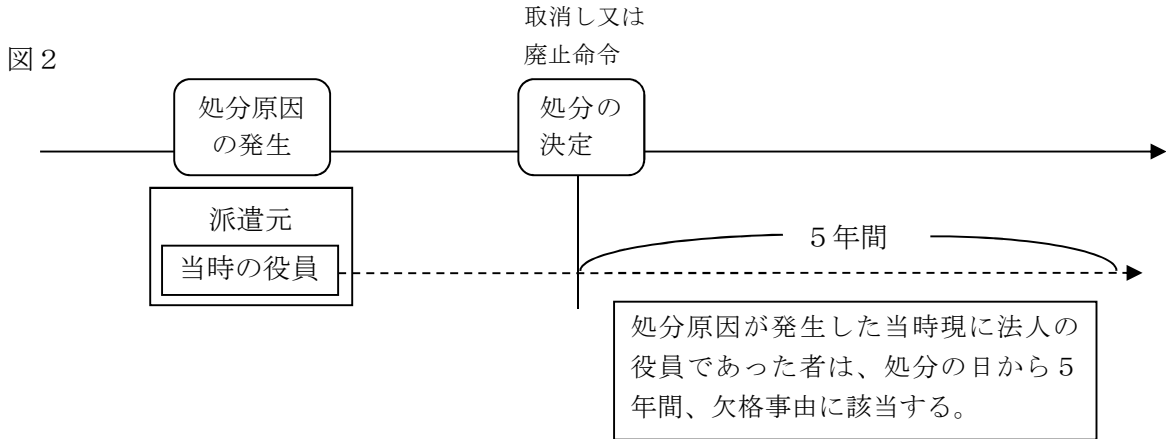 取消し又は
廃止命令
図２
処分原因
の発生
処分の
決定
派遣元
当時の役員
５年間
処分原因が発生した当時現に法人の
役員であった者は、処分の日から５
年間、欠格事由に該当する。